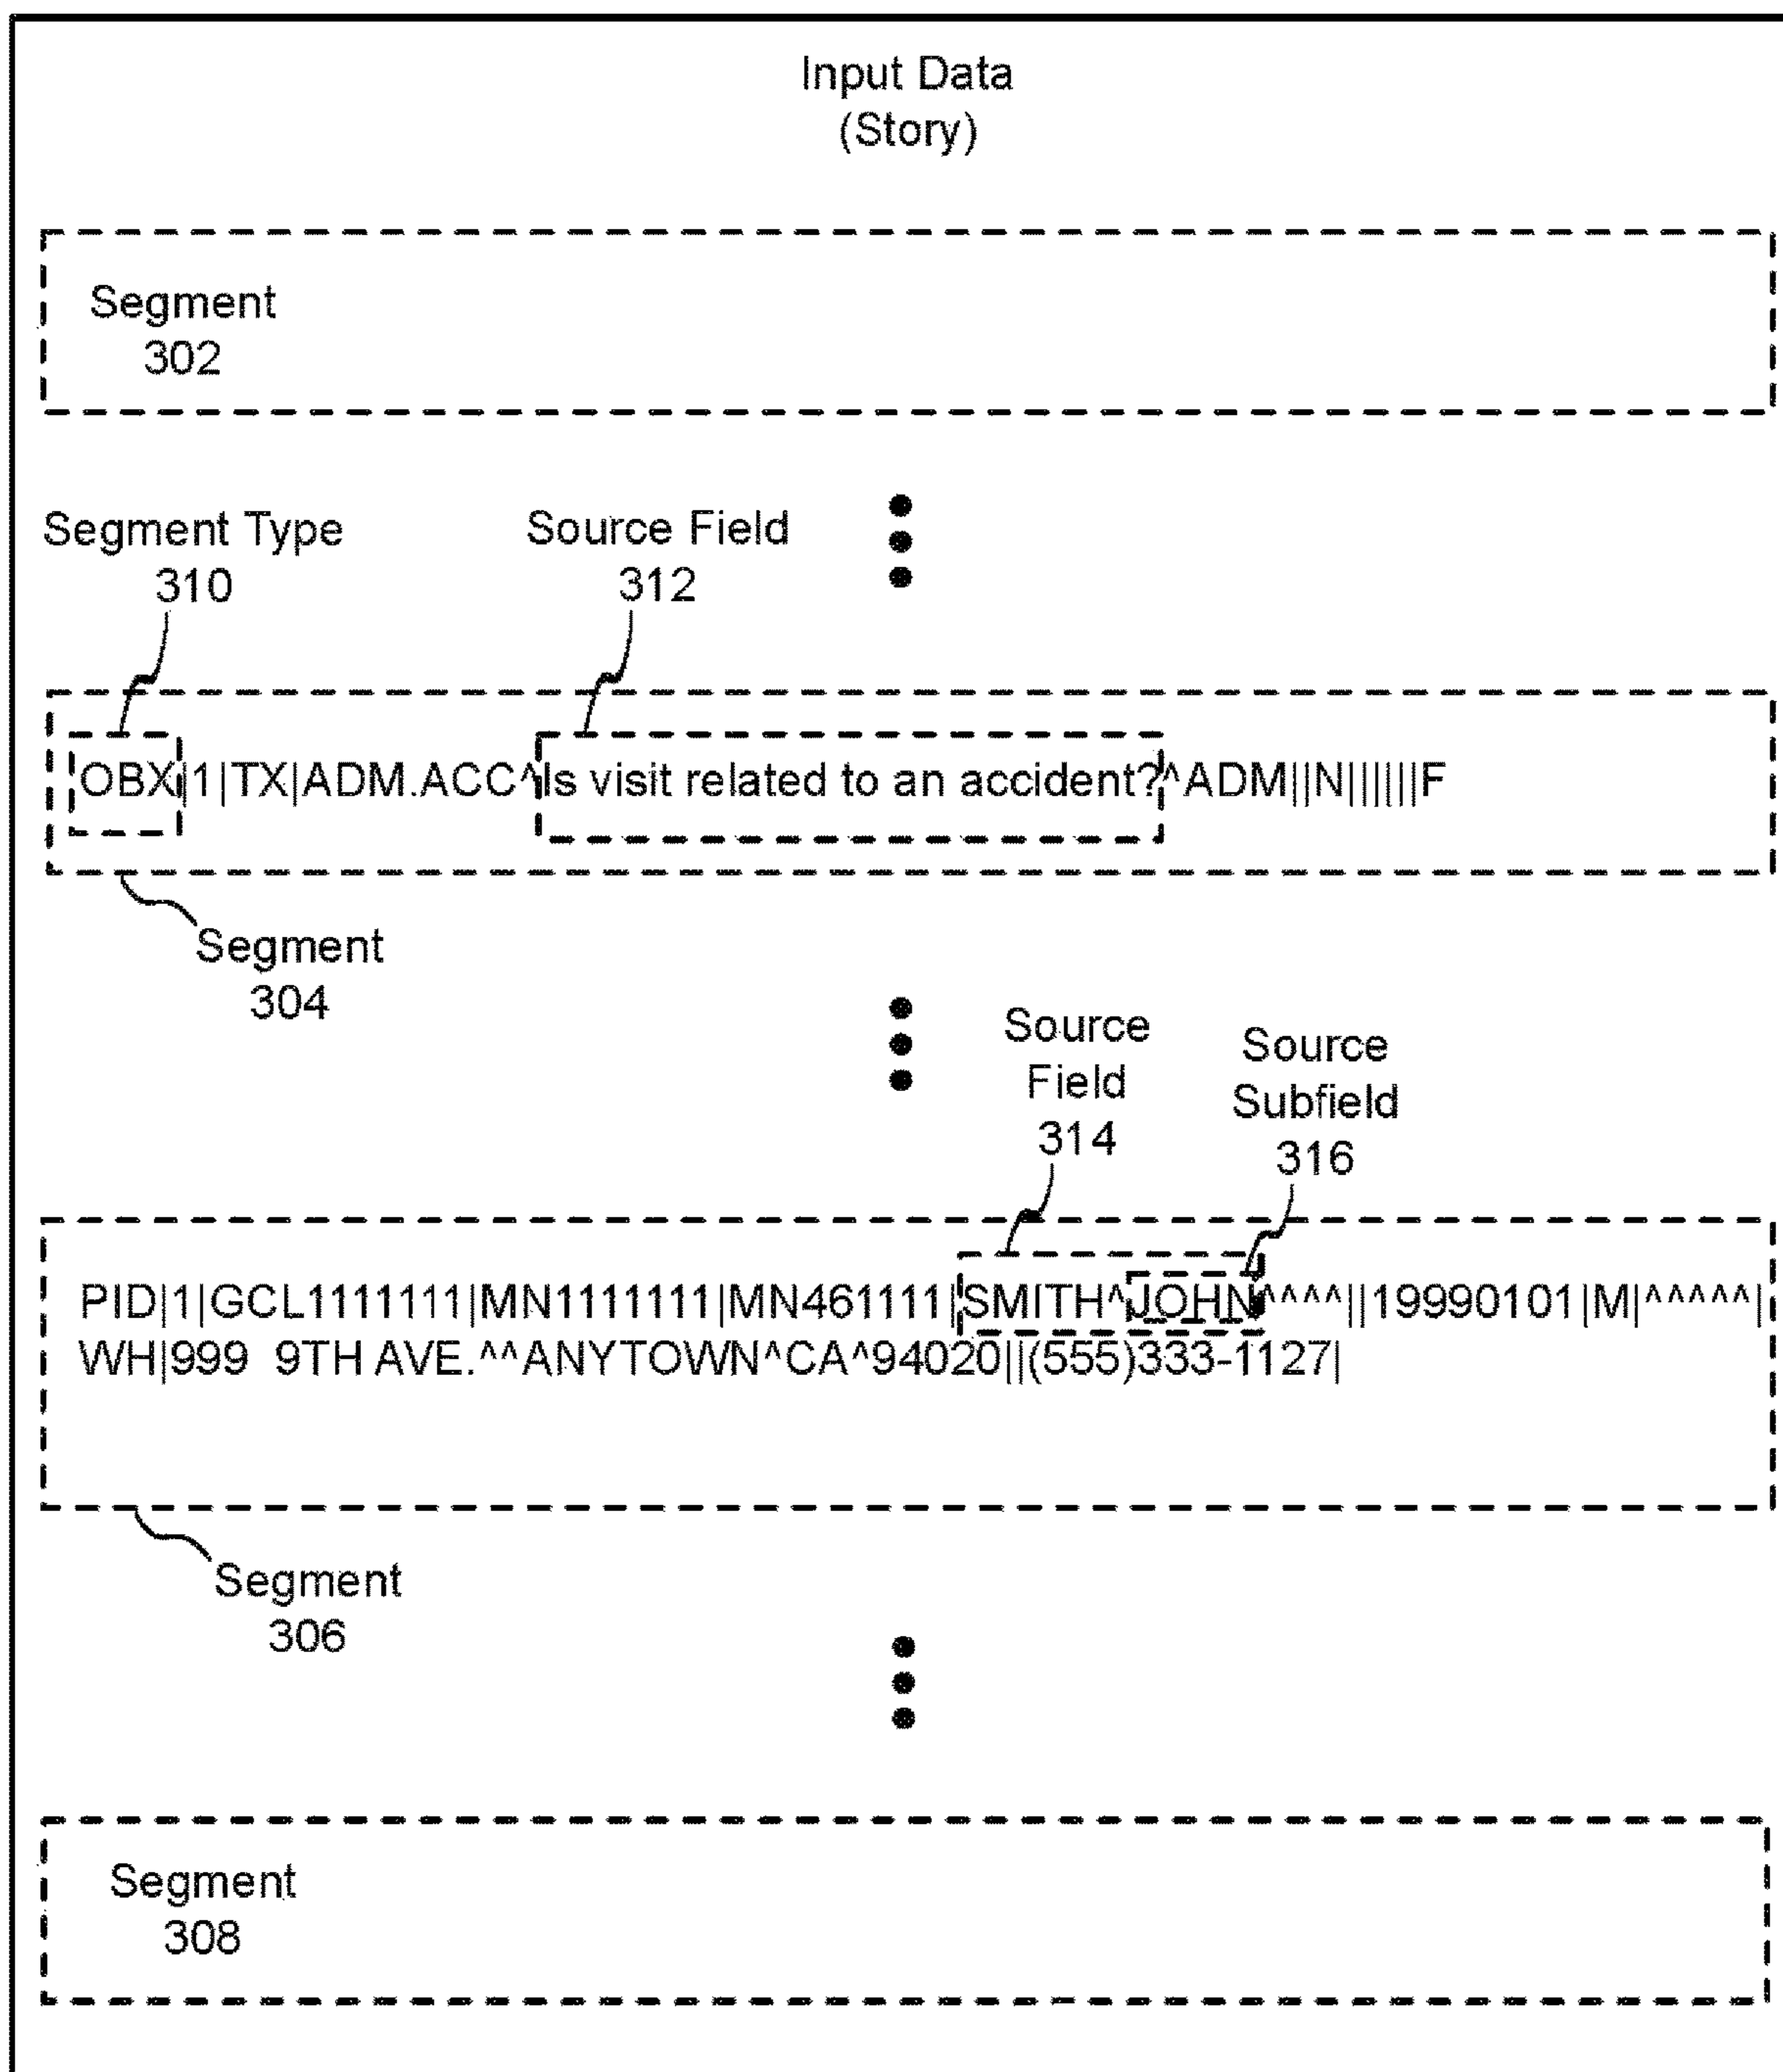 Input Data
(Story)
Segment
302
Segment Type
310
Source Field
312
OBX|1|TX|ADM.ACC^Is visit related to an accident?^ADM||N||||||F
Segment
304
Source
Field
314
Source
Subfield
316
PID|1|GCL1111111|MN1111111|MN461111|SMITH^JOHN^^^^||19990101|M|^^^^^|
WH|999 9TH AVE.^^ANYTOWN^CA^94020||(555)333-1127|
Segment
306
Segment
308